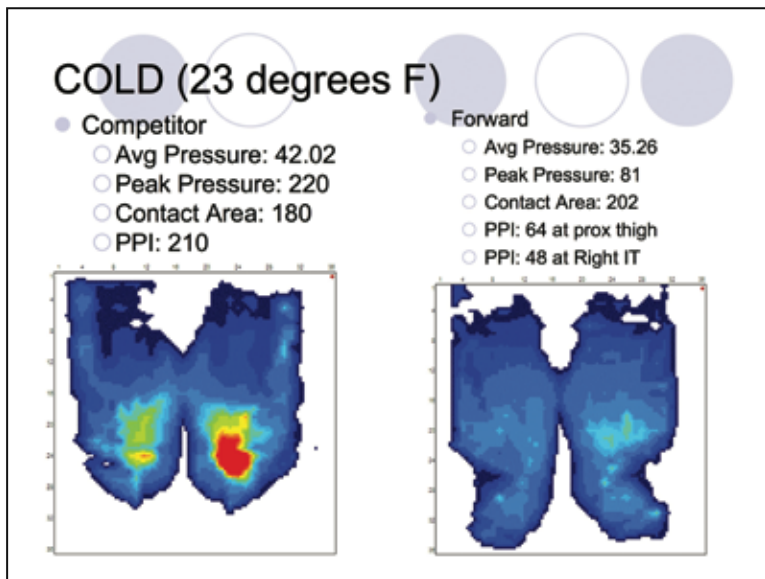 COLD (23 degrees F)
Competitor
Avg Pressure: 42.02
Peak Pressure: 220
Contact Area: 180
PPI: 210
Forward
Avg Pressure: 35.26
Peak Pressure: 81
Contact Area: 202
PPI: 64 at prox thigh
PPI: 48 at Right IT